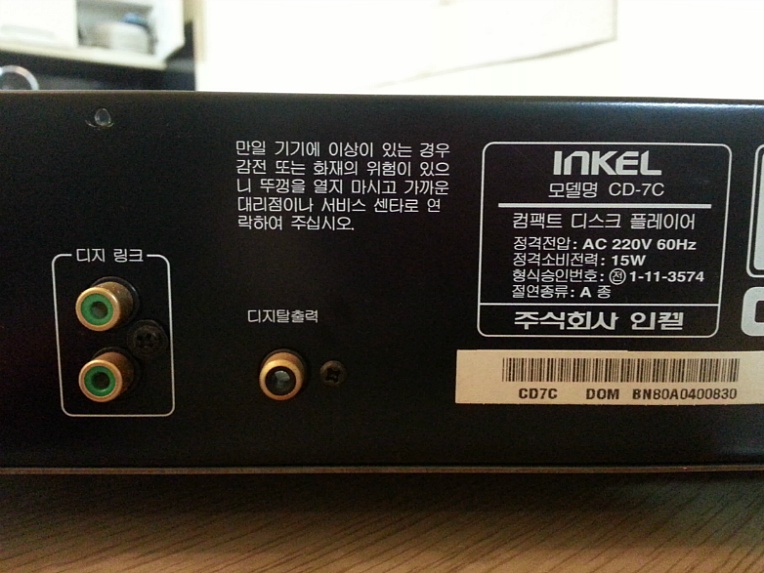 만일 기기에 이상이 있는 경우
감전 또는 화재의 위험이 있으
니 뚜껑을 열지 마시고 가까운
대리점이나 서비스 센타로 연
락하여 주십시오.
디지 링크
디지탈출력
INKEL
모델명 CD-7C
컴팩트 디스크 플레이어
정격전압: AC 220V 60Hz
정격소비전력: 15W
형식승인번호: ㉠ 1-11-3574
절연종류: A 종
주식회사 인켈
CD7C DOM BN80A0400830